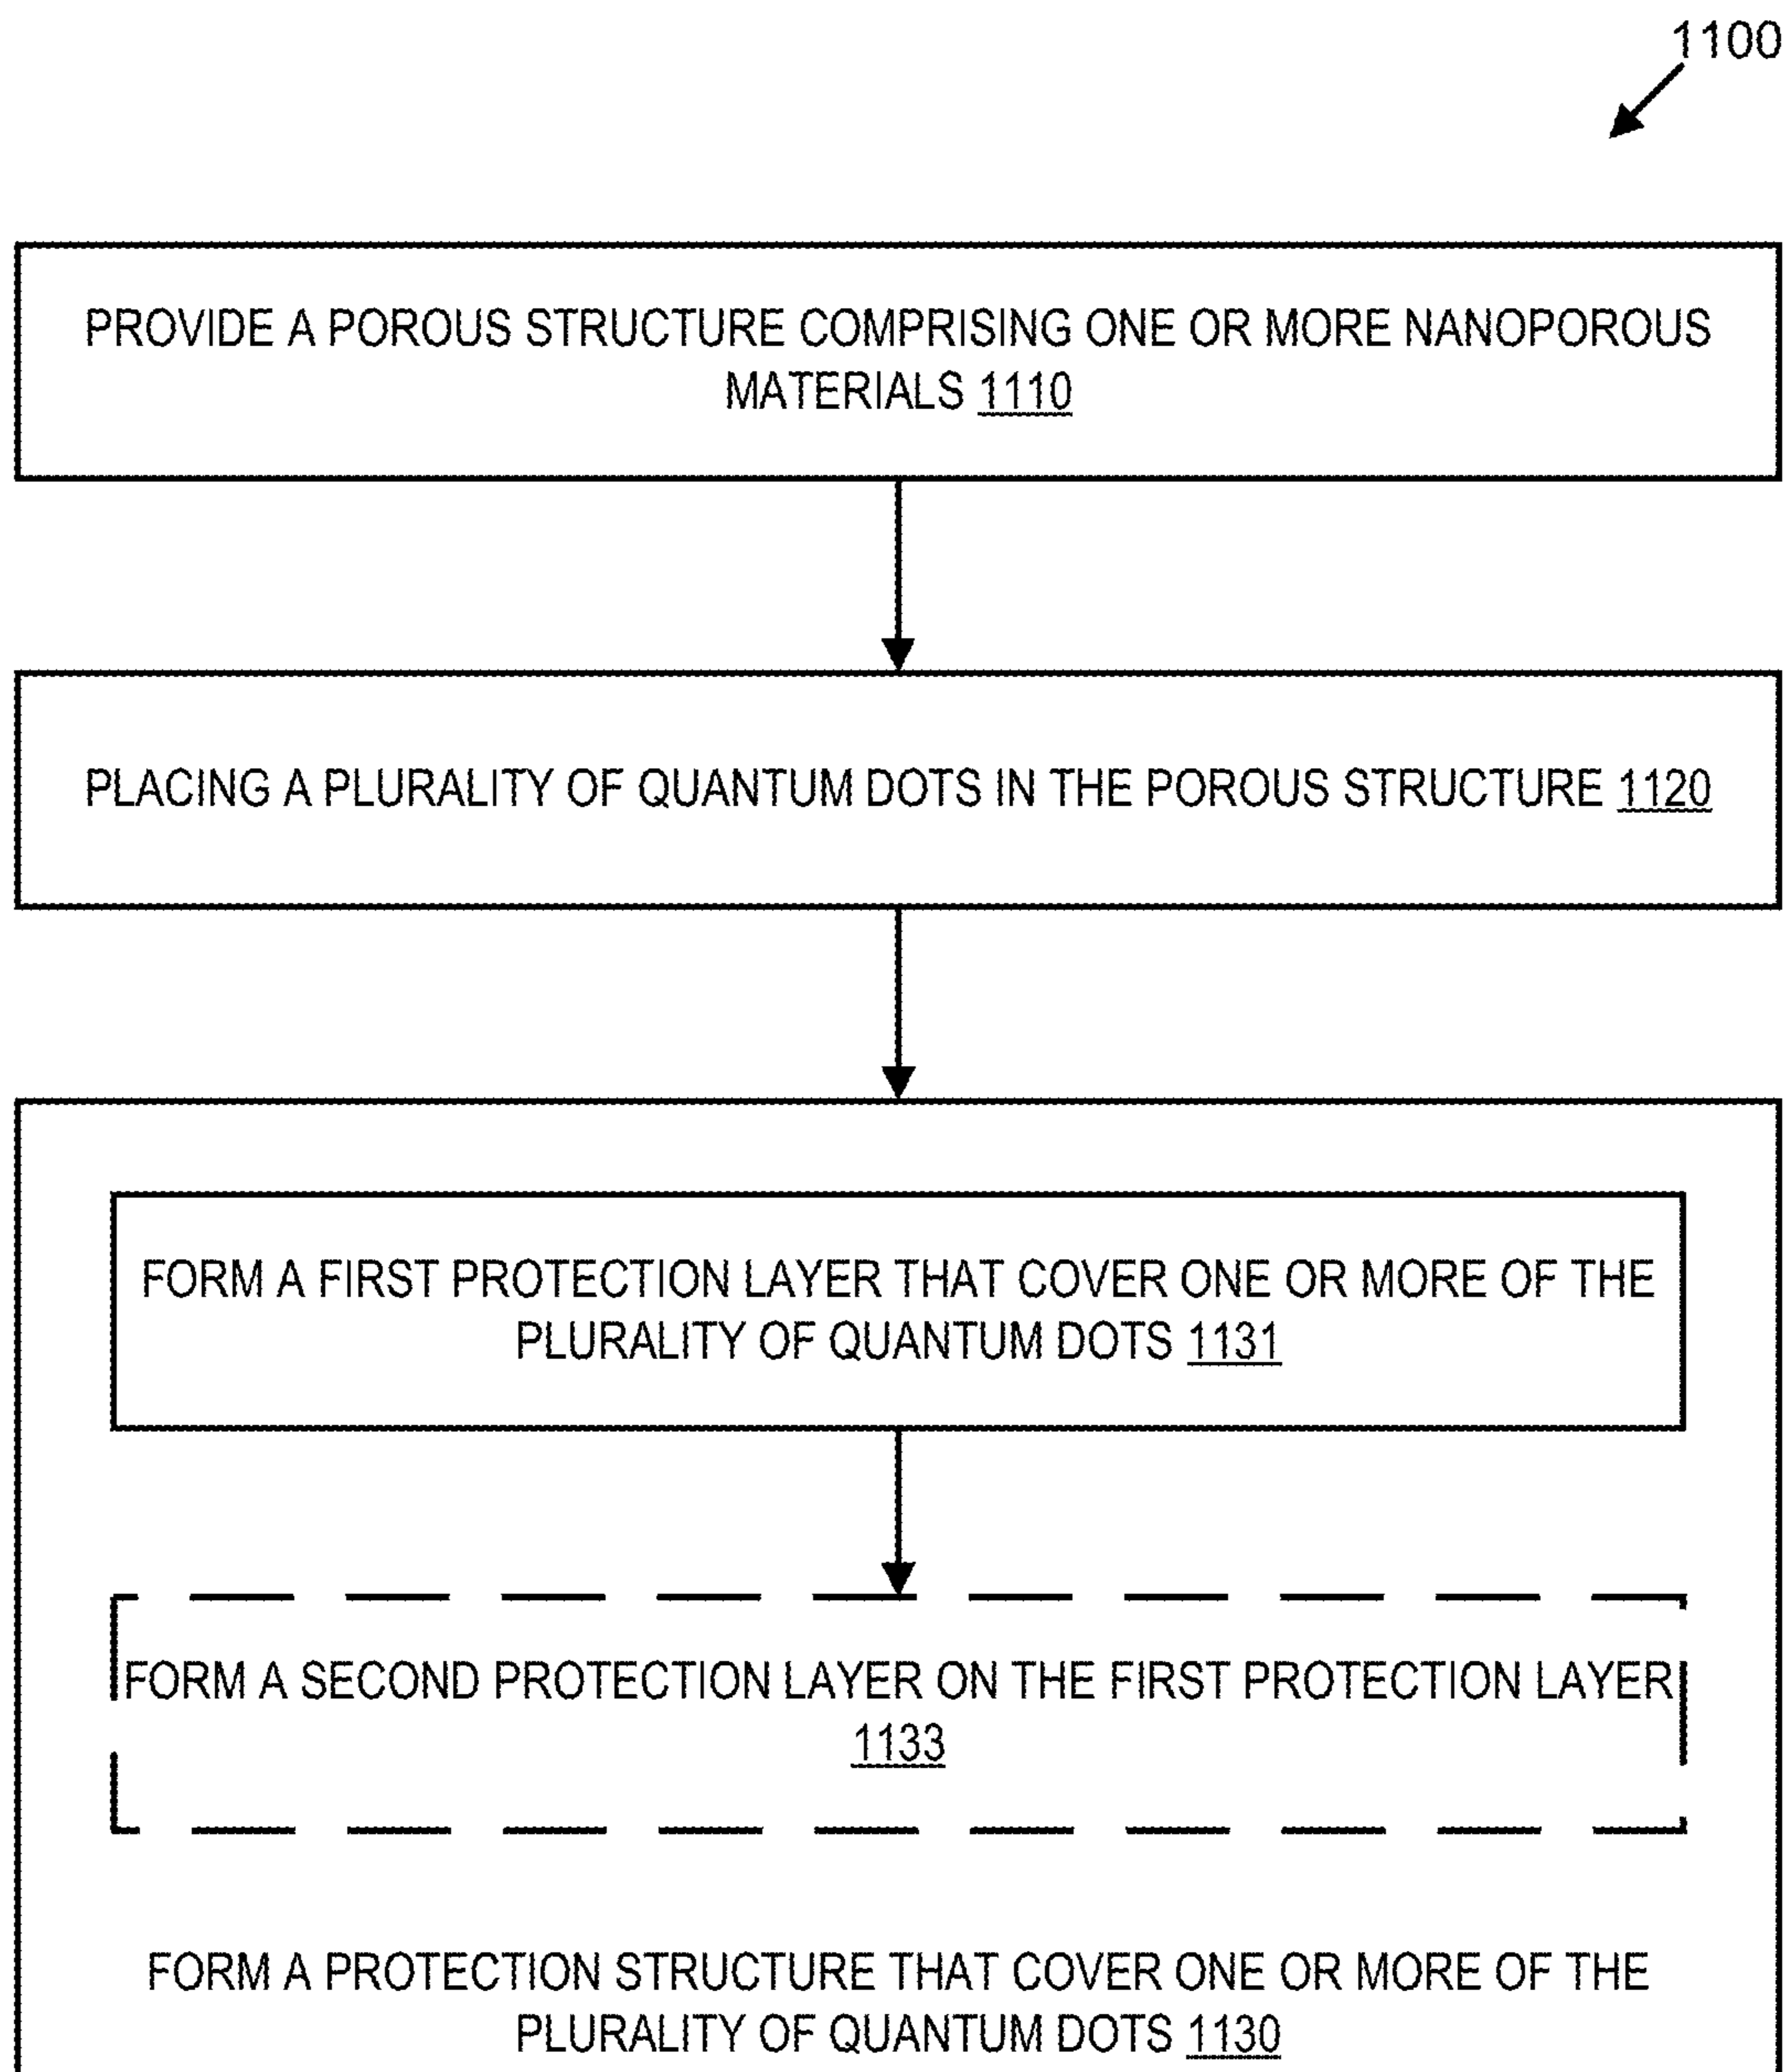 1100
PROVIDE A POROUS STRUCTURE COMPRISING ONE OR MORE NANOPOROUS
MATERIALS 1110
PLACING A PLURALITY OF QUANTUM DOTS IN THE POROUS STRUCTURE 1120
FORM A FIRST PROTECTION LAYER THAT COVER ONE OR MORE OF THE
PLURALITY OF QUANTUM DOTS 1131
FORM A SECOND PROTECTION LAYER ON THE FIRST PROTECTION LAYER
1133
FORM A PROTECTION STRUCTURE THAT COVER ONE OR MORE OF THE
PLURALITY OF QUANTUM DOTS 1130